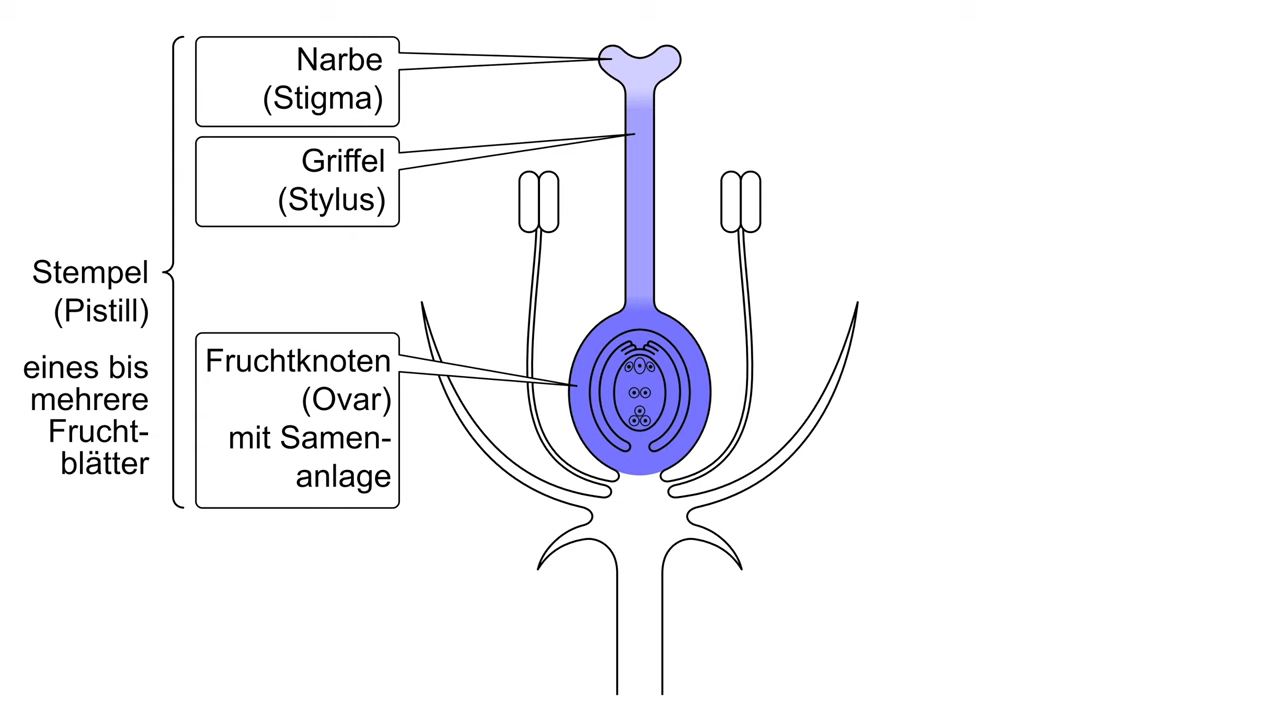 Narbe
(Stigma)
Griffel
(Stylus)
Stempel
(Pistill)
eines bis
mehrere
Frucht-
blätter
Fruchtknoten
(Ovar)
mit Samen-
anlage